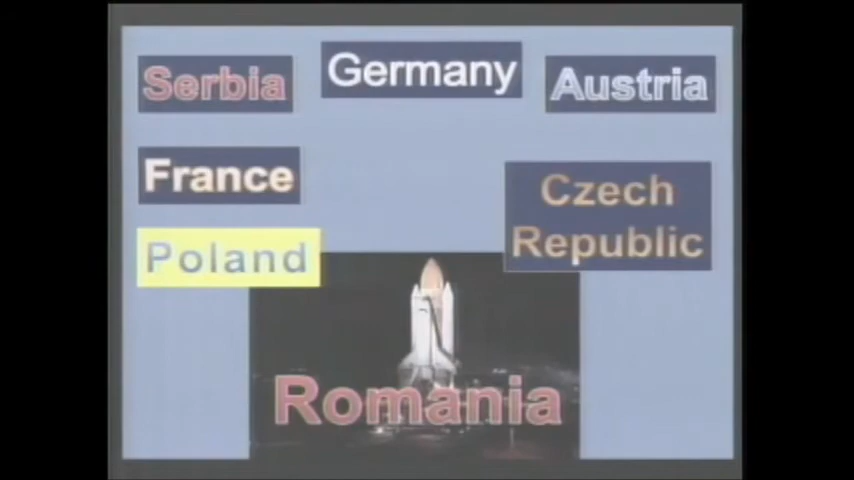 Serbia
Germany
Austria
France
Czech
Republic
Poland
Romania